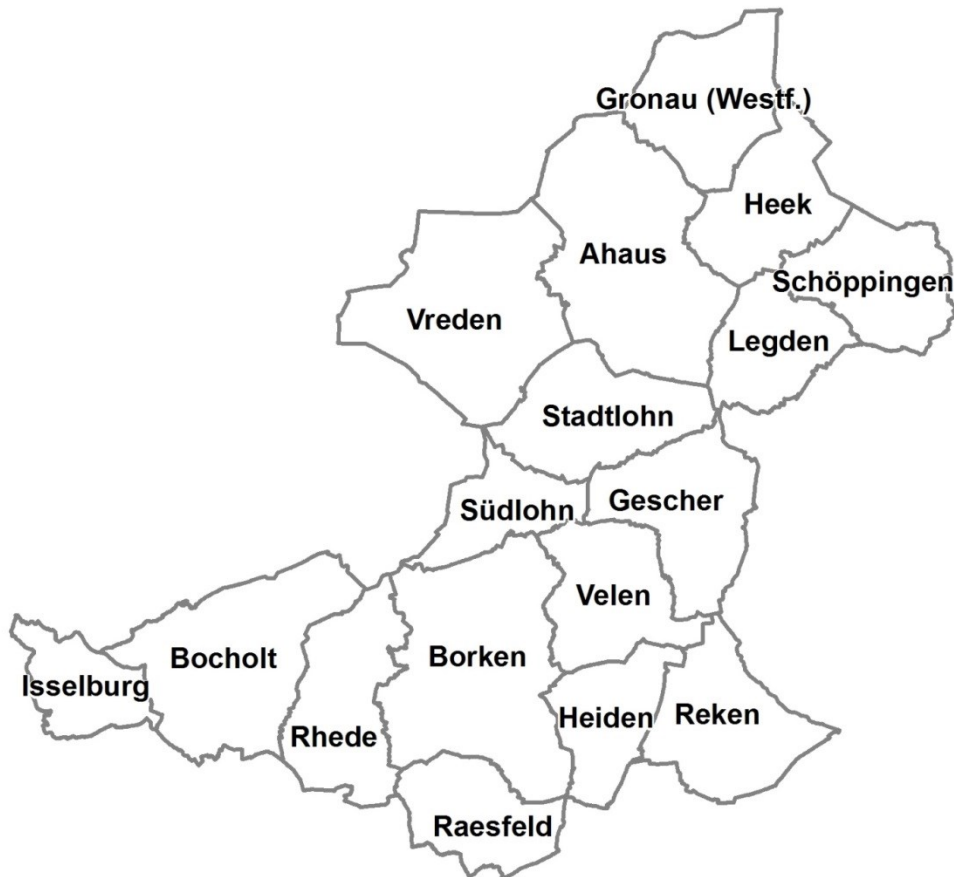 Gronau (Westf.)
Heek
Ahaus
Schöppingen
Vreden
Legden
Stadtlohn
Gescher
Südlohn
Velen
Bocholt
Borken
Isselburg
Heiden
Reken
Rhede
Raesfeld